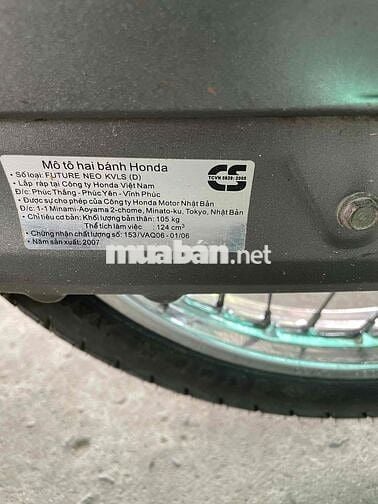 Mô tô hai bánh Honda
• Số loại: FUTURE NEO KVLS (D)
• Lắp ráp tại Công ty Honda Việt Nam
Đ/c: Phúc Thắng - Phúc Yên - Vĩnh Phúc
• Được sự cho phép của Công ty Honda Motor Nhật Bản
Đ/c: 1-1 Minami-Aoyama 2-chome, Minato-ku, Tokyo, Nhật Bản
• Chỉ tiêu cơ bản: Khối lượng bản thân: 105 kg
Thể tích làm việc : 124 cm³
• Chứng nhận chất lượng số: 153/VAQ06 - 01/06
• Năm sản xuất: 2007
CS
muaban.net